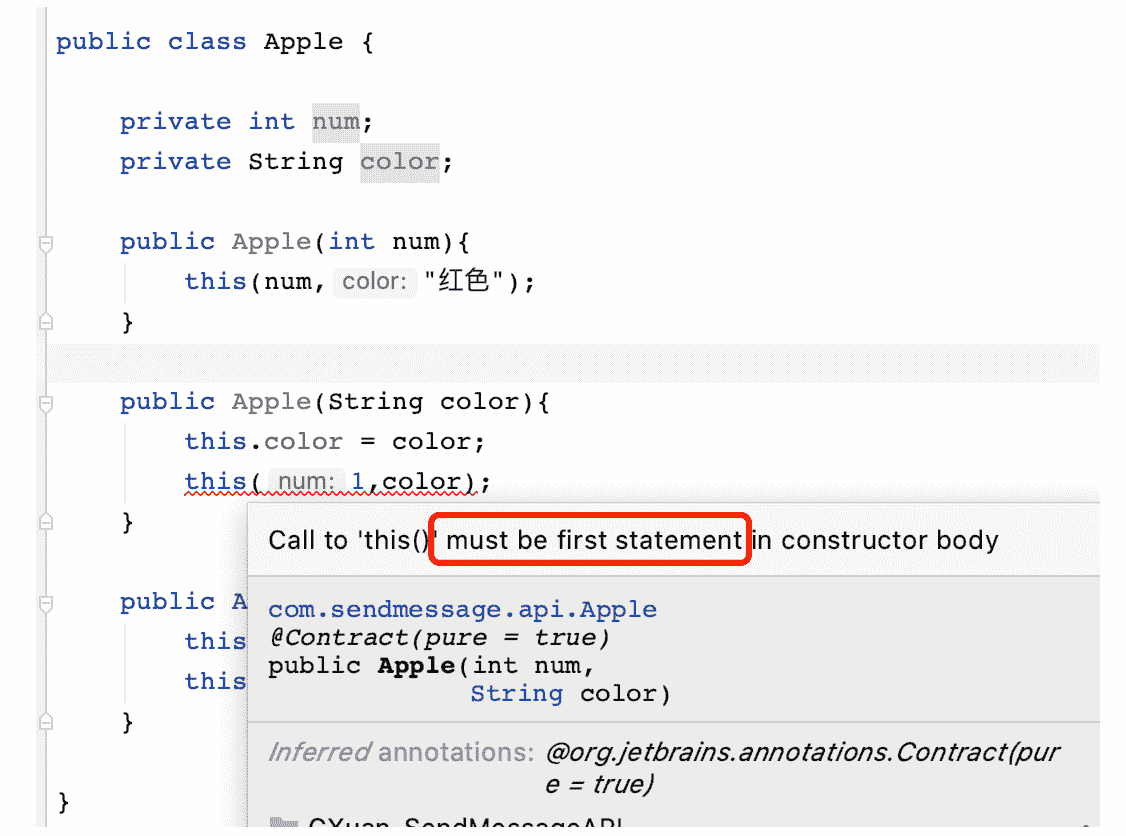 public class Apple {
private int num;
private String color;
public Apple(int num){
this(num, color: "红色");
}
public Apple(String color){
this.color = color;
this( num: 1,color);
}
Call to 'this()' must be first statement in constructor body
public A
com.sendmessage.api.Apple
@Contract(pure = true)
this
public Apple(int num,
this
String color)
}
Inferred annotations: @org.jetbrains.annotations.Contract(pur
e = true)
}
CXuan_SendMessageAPI